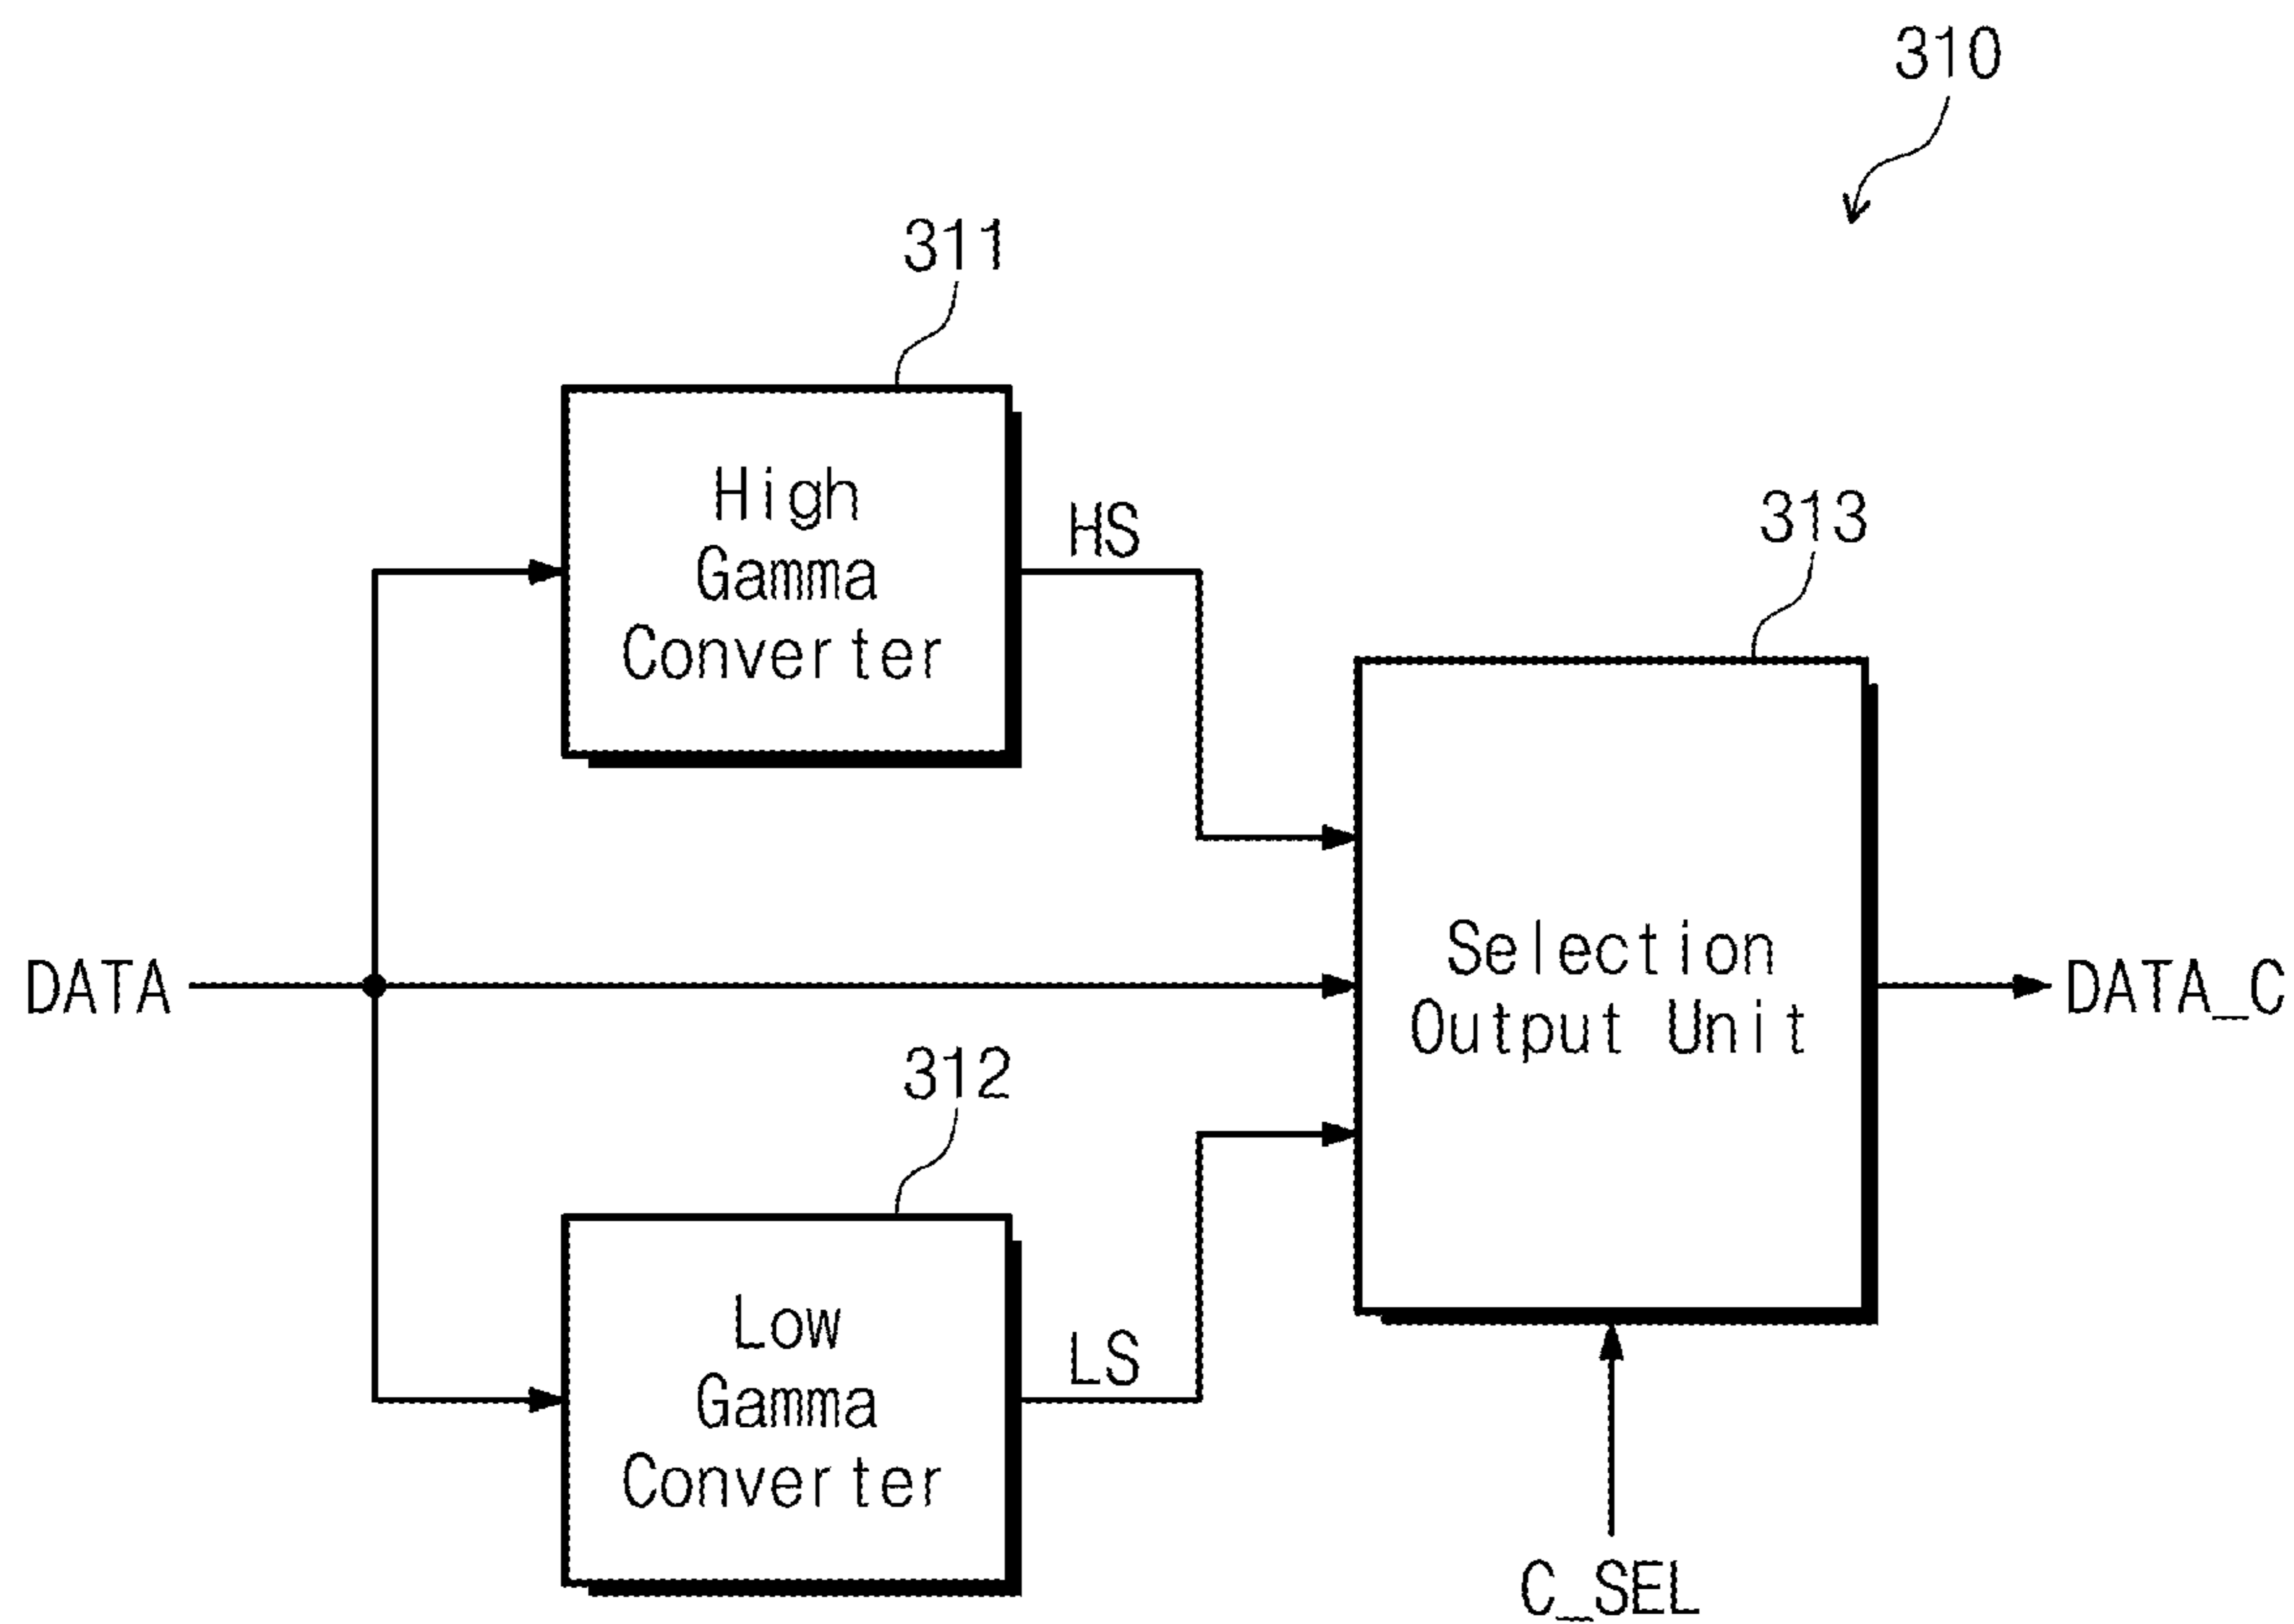 310
311
High
Gamma
Converter
HS
313
DATA
Selection
Output Unit
DATA_C
312
Low
Gamma
Converter
LS
C_SEL